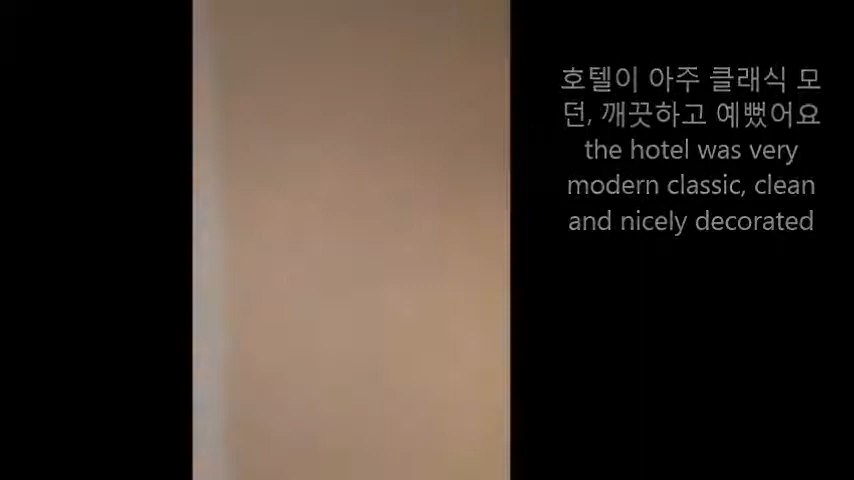 호텔이 아주 클래식 모
던, 깨끗하고 예뻤어요
the hotel was very
modern classic, clean
and nicely decorated